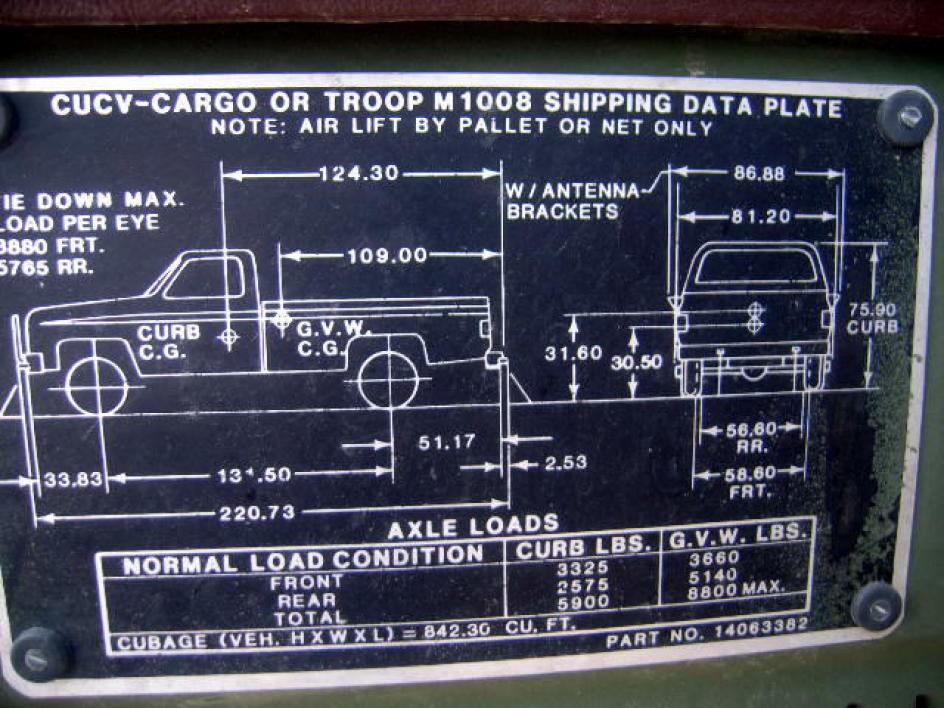 CUCV-CARGO OR TROOP M1008 SHIPPING DATA PLATE
NOTE: AIR LIFT BY PALLET OR NET ONLY
IE DOWN MAX.
LOAD PER EYE
3880 FRT.
5765 RR.
124.30
109.00
CURB
C.G.
G.V.W.
C.G.
W/ANTENNA
BRACKETS
86.88
81.20
75.90
CURB
31.60
30.50
56.60
RR.
58.60
FRT.
51.17
2.53
33.83
220.73
AXLE LOADS
NORMAL LOAD CONDITION CURB LBS. G.V.W. LBS.
FRONT 3325 3660
REAR 2575 5140
TOTAL 5900 8800 MAX.
CUBAGE (VEH. HXWXL) = 842.30 CU. FT.
PART NO. 14063382